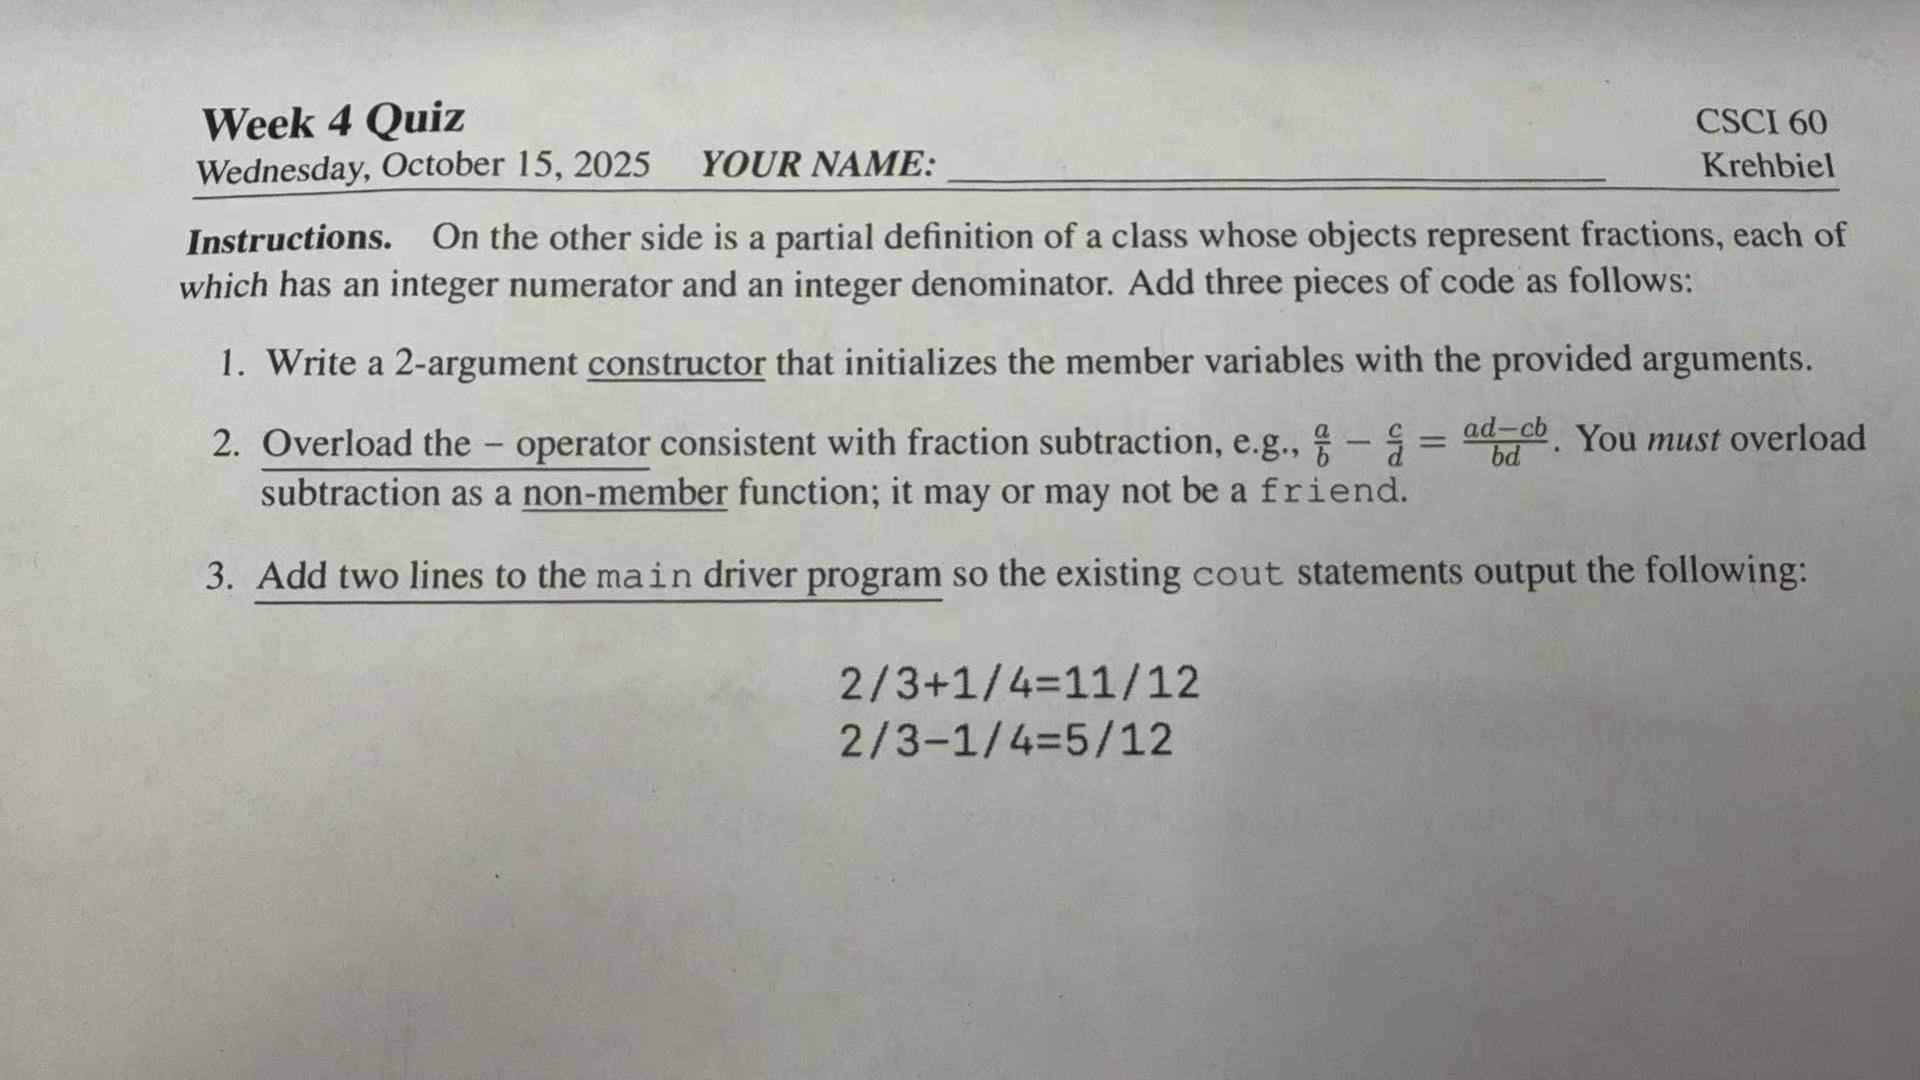 Week 4 Quiz CSCI 60
Wednesday, October 15, 2025 YOUR NAME: Krehbiel
Instructions. On the other side is a partial definition of a class whose objects represent fractions, each of
which has an integer numerator and an integer denominator. Add three pieces of code as follows:
1. Write a 2-argument constructor that initializes the member variables with the provided arguments.
2. Overload the − operator consistent with fraction subtraction, e.g., a/b − c/d = ad−cb/bd. You must overload
subtraction as a non-member function; it may or may not be a friend.
3. Add two lines to the main driver program so the existing cout statements output the following:
2/3+1/4=11/12
2/3-1/4=5/12